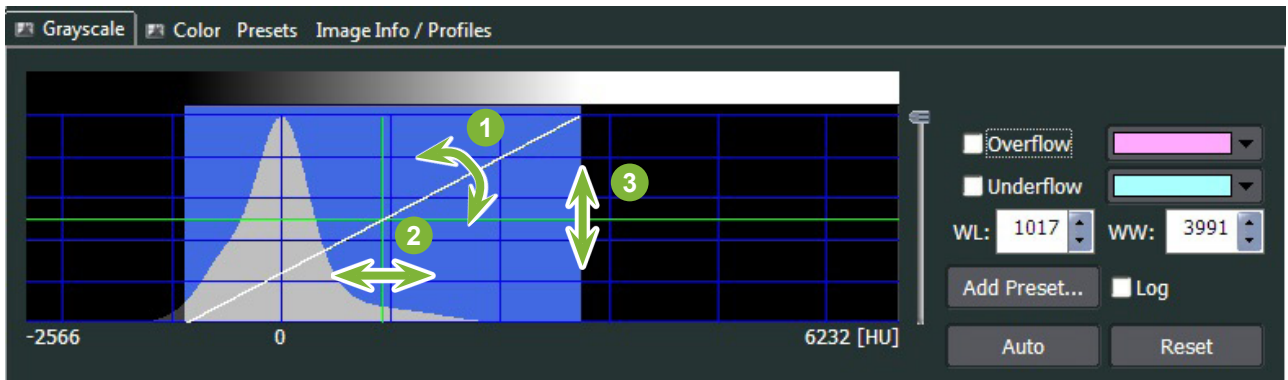 Grayscale Color Presets Image Info / Profiles
1
Overflow
3
Underflow
2
WL: 1017 WW: 3991
Add Preset... Log
-2566 0 6232 [HU]
Auto Reset